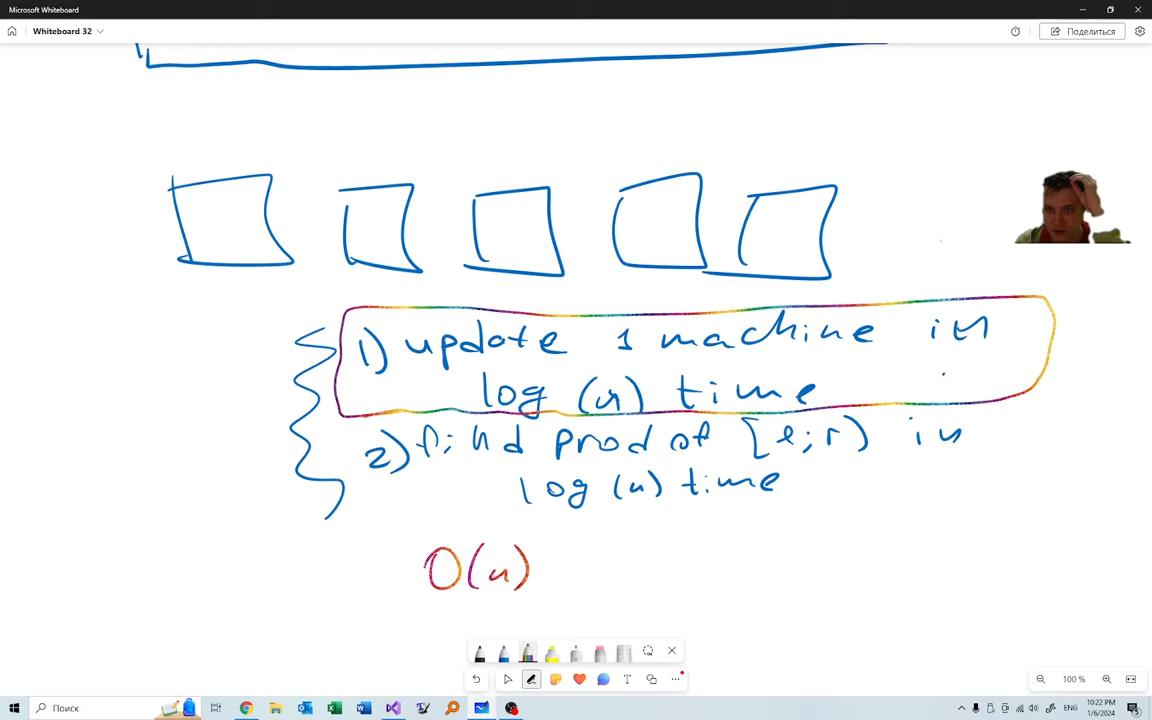 Microsoft Whiteboard
Whiteboard 32
Поделиться
1) update 1 machine in
log (n) time
2) find prod of [l; r) in
log (n) time
O(n)
100 %
Поиск
ENG
10:22 PM
1/6/2024
5